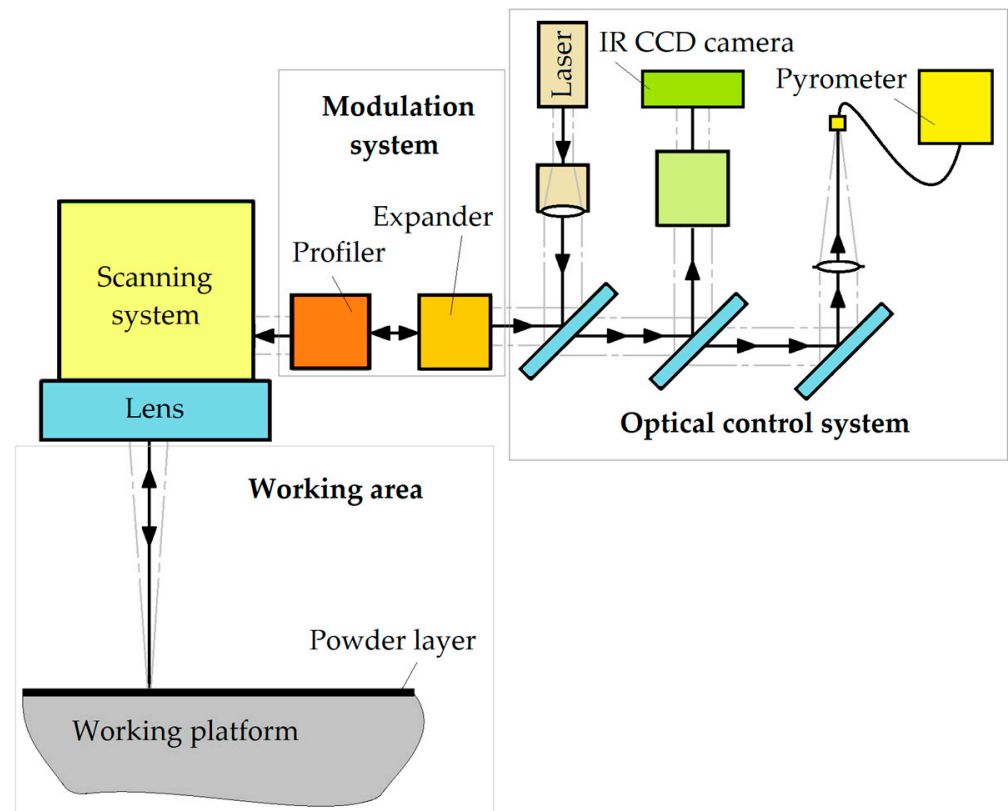 Laser
IR CCD camera
Pyrometer
Modulation
system
Expander
Profiler
Scanning
system
Lens
Optical control system
Working area
Powder layer
Working platform